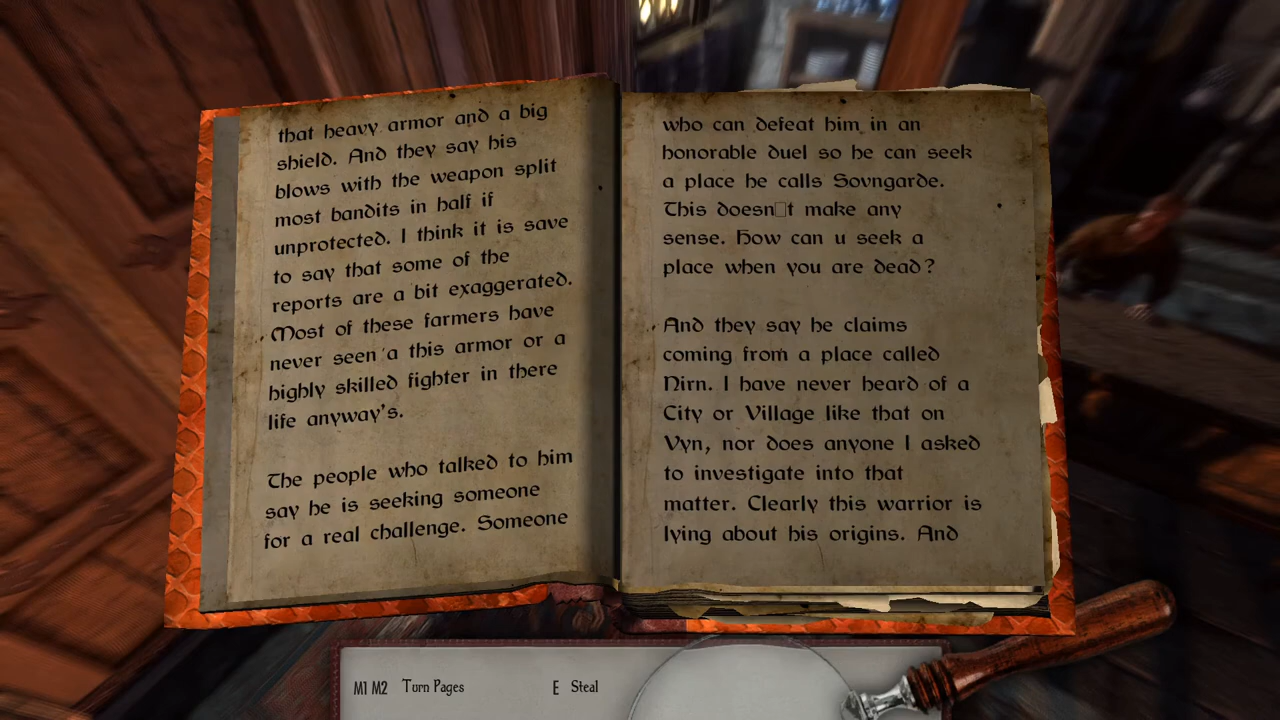 that heavy armor and a big
shield. And they say his
blows with the weapon split
most bandits in half if
unprotected. I think it is save
to say that some of the
reports are a bit exaggerated.
Most of these farmers have
never seen a this armor or a
highly skilled fighter in there
life anyway's.
The people who talked to him
say he is seeking someone
for a real challenge. Someone
who can defeat him in an
honorable duel so he can seek
a place he calls Sovngarde.
This doesn□t make any
sense. How can u seek a
place when you are dead?
And they say he claims
coming from a place called
Nirn. I have never heard of a
City or Village like that on
Vyn, nor does anyone I asked
to investigate into that
matter. Clearly this warrior is
lying about his origins. And
M1 M2 Turn Pages
E Steal